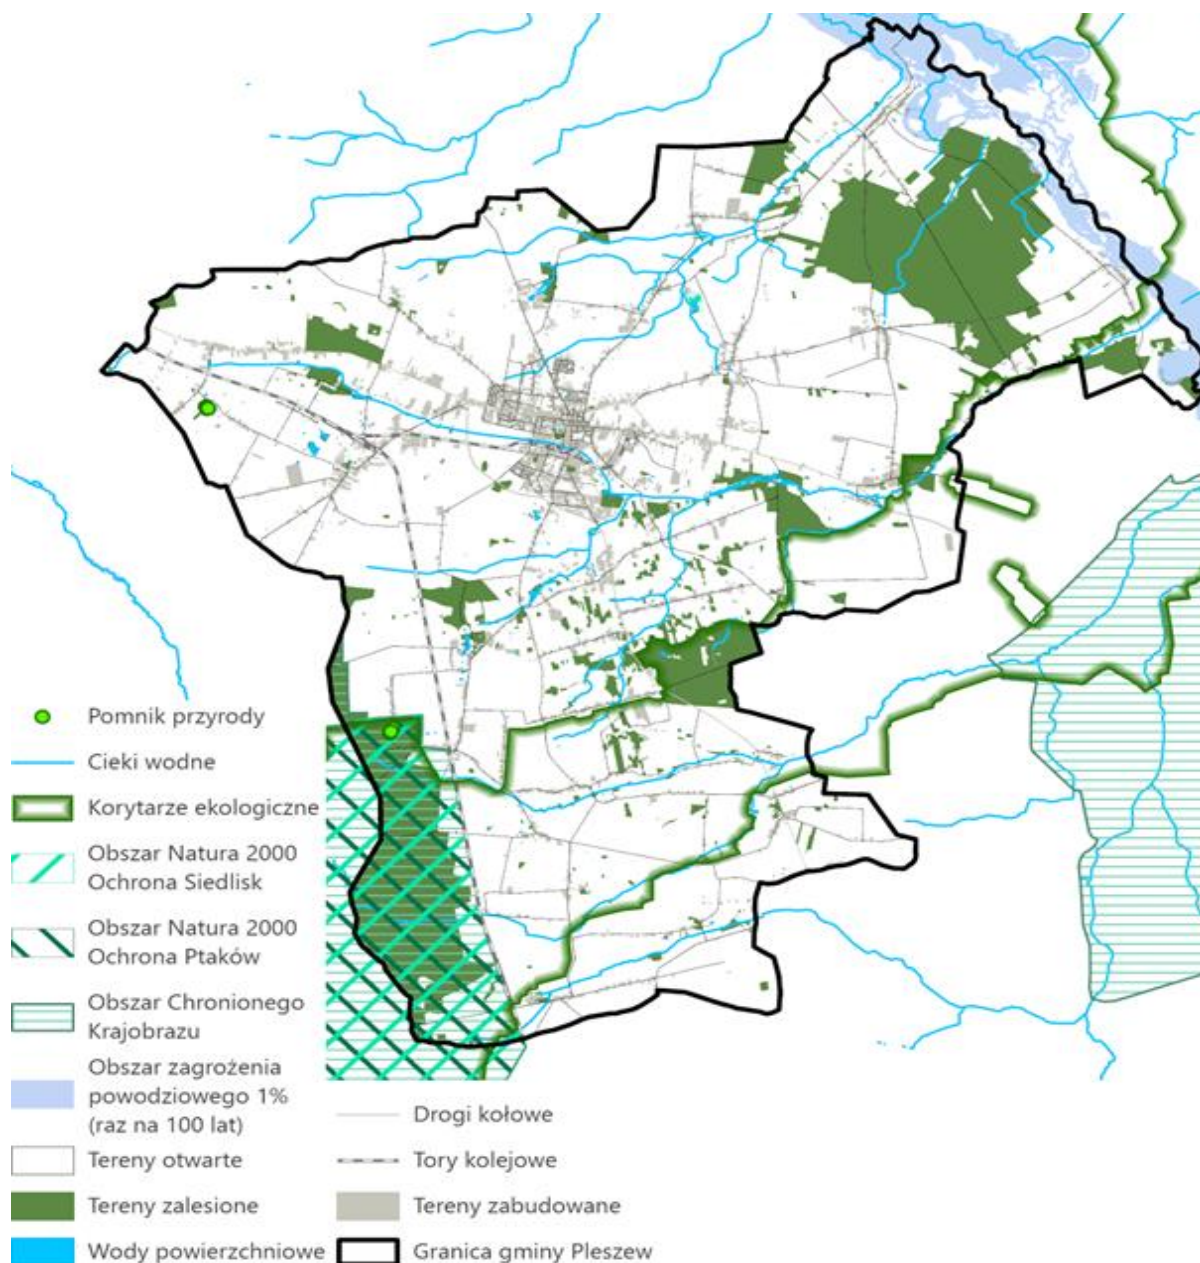 Pomnik przyrody
Cieki wodne
Korytarze ekologiczne
Obszar Natura 2000
Ochrona Siedlisk
Obszar Natura 2000
Ochrona Ptaków
Obszar Chronionego
Krajobrazu
Obszar zagrożenia
powodziowego 1%
(raz na 100 lat)
Tereny otwarte
Tereny zalesione
Wody powierzchniowe
Drogi kołowe
Tory kolejowe
Tereny zabudowane
Granica gminy Pleszew